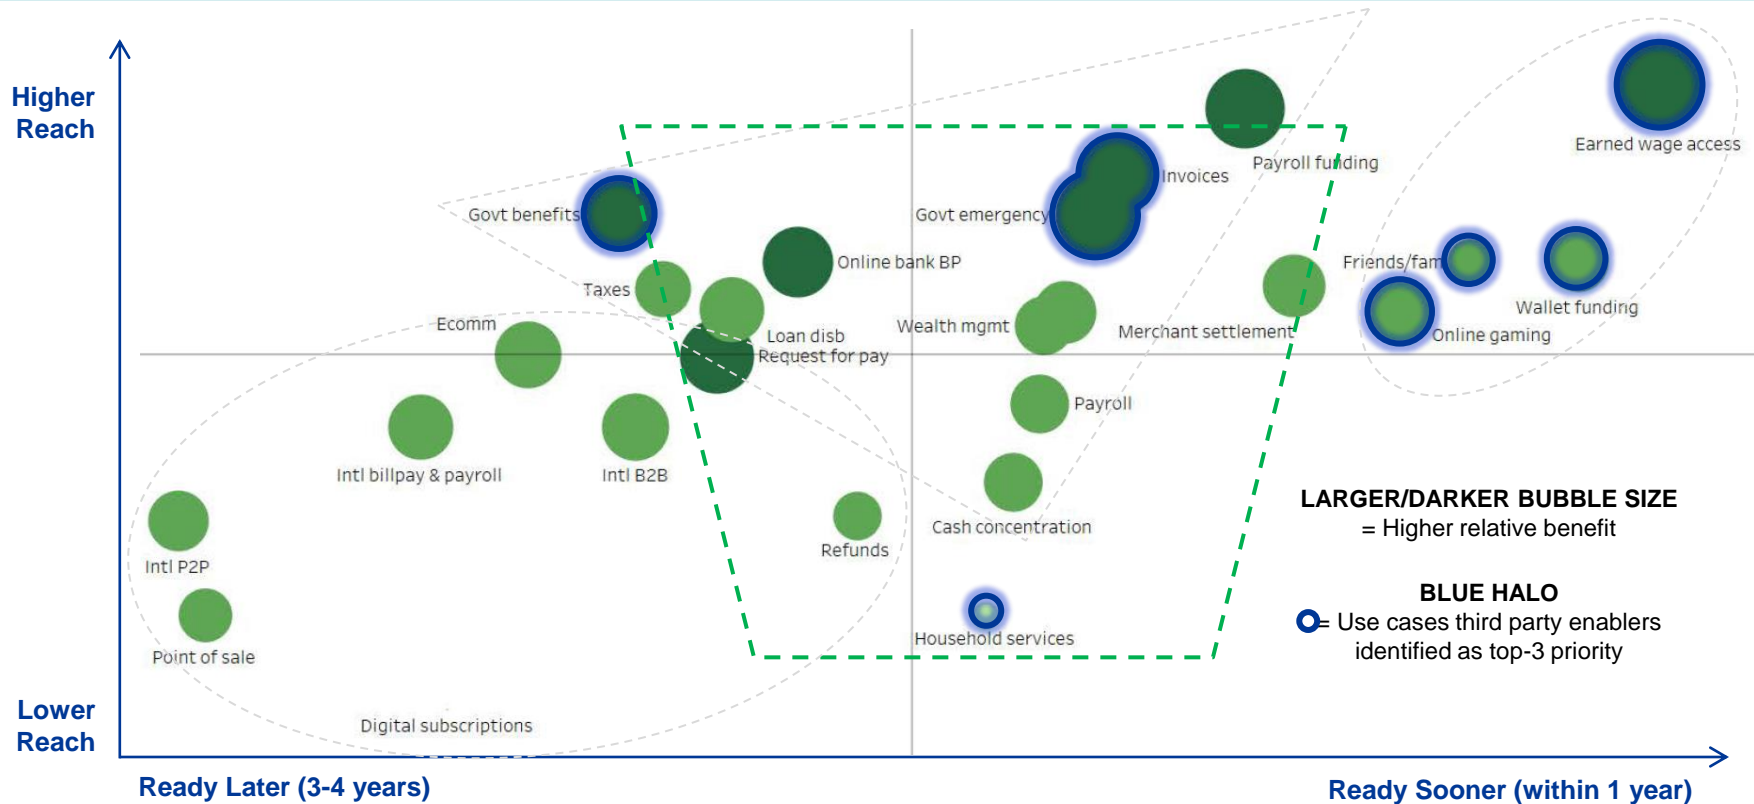 Higher
Reach
Earned wage access
Payroll funding
Invoices
Govt benefits
Govt emergency
Online bank BP
Friends/fam
Taxes
Wallet funding
Ecomm
Wealth mgmt
Merchant settlement
Online gaming
Loan disb
Request for pay
Payroll
Intl billpay & payroll
Intl B2B
LARGER/DARKER BUBBLE SIZE
= Higher relative benefit
Cash concentration
Refunds
Intl P2P
BLUE HALO
= Use cases third party enablers
identified as top-3 priority
Household services
Point of sale
Lower
Reach
Digital subscriptions
Ready Later (3-4 years)
Ready Sooner (within 1 year)